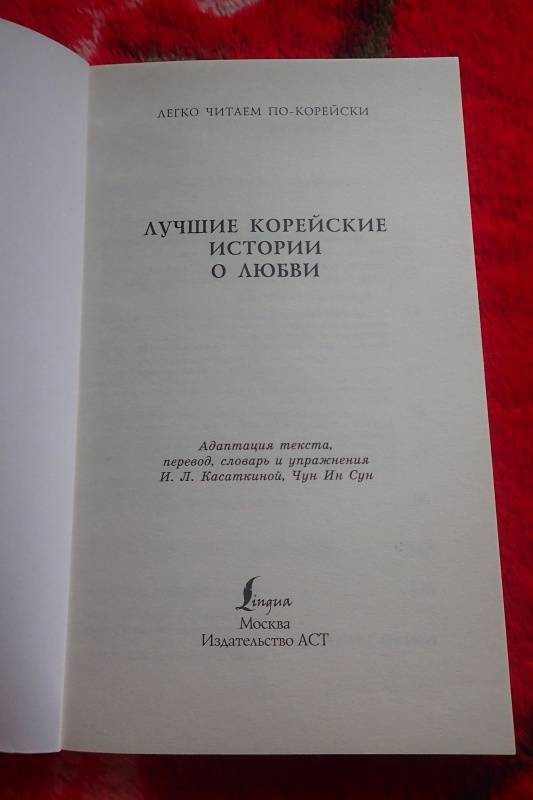 ЛЕГКО ЧИТАЕМ ПО-КОРЕЙСКИ
ЛУЧШИЕ КОРЕЙСКИЕ
ИСТОРИИ
О ЛЮБВИ
Адаптация текста,
перевод, словарь и упражнения
И. Л. Касаткиной, Чун Ин Сун
Lingua
Москва
Издательство АСТ